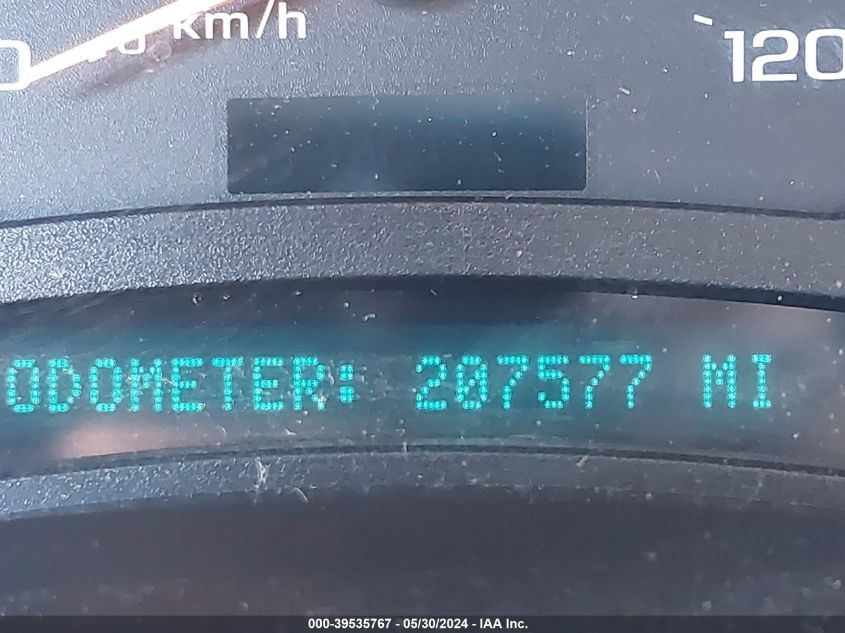 km/h
120
ODOMETER: 207577 MI
000-39535767 - 05/30/2024 - IAA Inc.